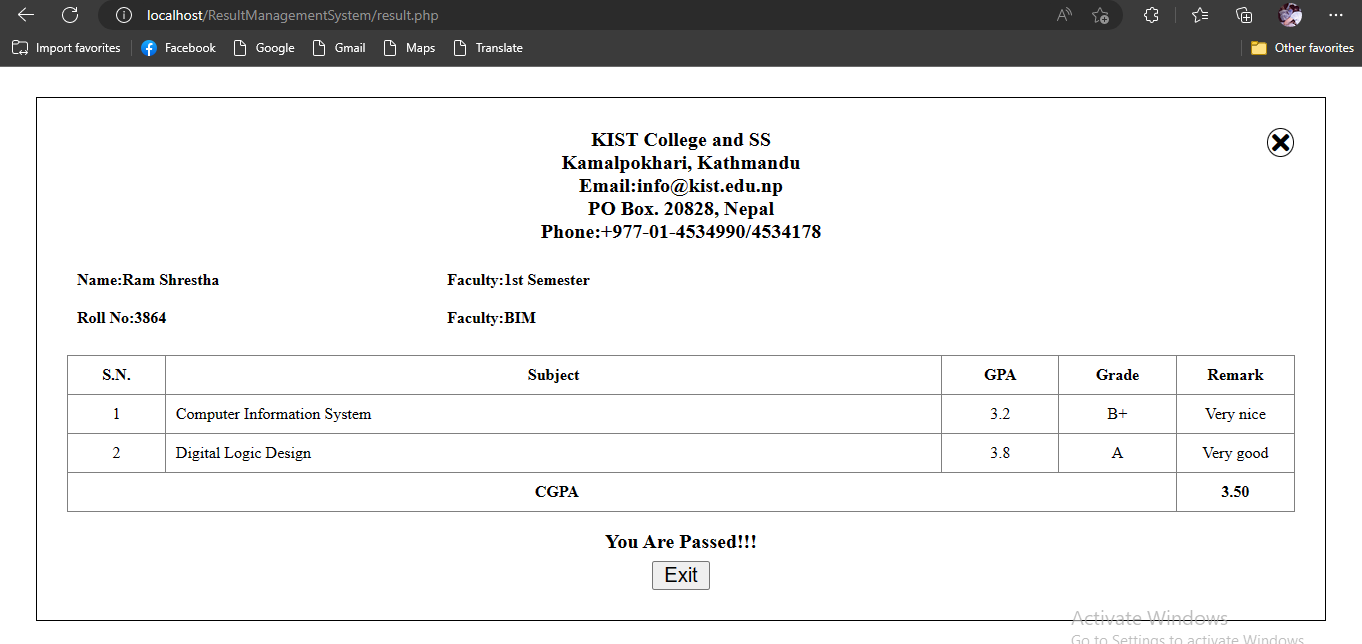 localhost/ResultManagementSystem/result.php
Import favorites Facebook Google Gmail Maps Translate Other favorites
KIST College and SS
Kamalpokhari, Kathmandu
Email:info@kist.edu.np
PO Box. 20828, Nepal
Phone:+977-01-4534990/4534178
Name:Ram Shrestha Faculty:1st Semester
Roll No:3864 Faculty:BIM
S.N. Subject GPA Grade Remark
1 Computer Information System 3.2 B+ Very nice
2 Digital Logic Design 3.8 A Very good
CGPA 3.50
You Are Passed!!!
Exit
Activate Windows
Go to Settings to activate Windows.